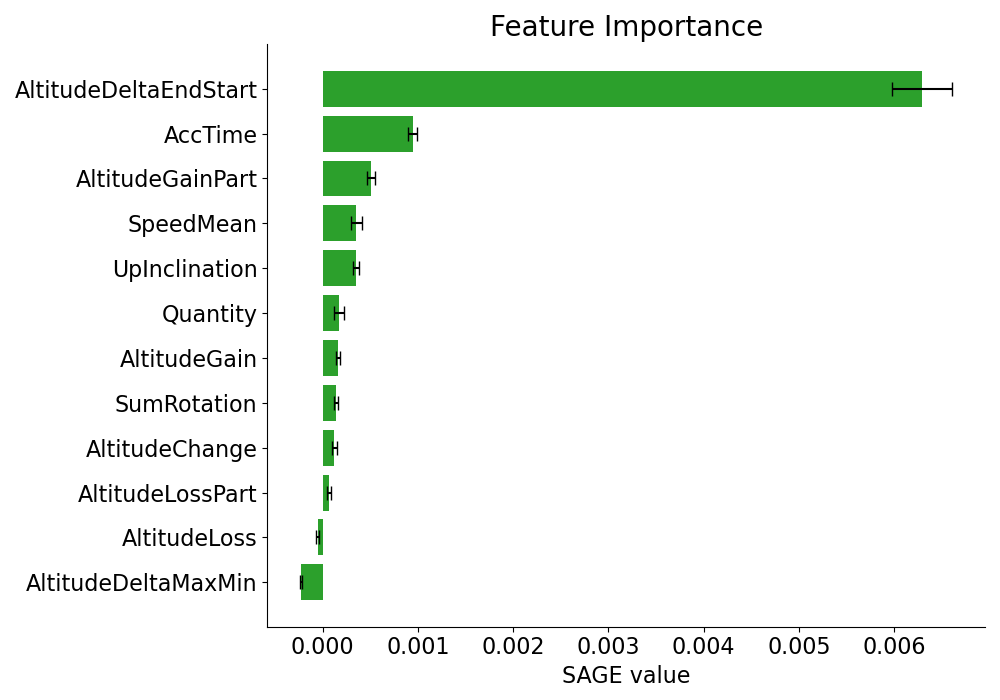 Feature Importance
AltitudeDeltaEndStart
AccTime
AltitudeGainPart
SpeedMean
UpInclination
Quantity
AltitudeGain
SumRotation
AltitudeChange
AltitudeLossPart
AltitudeLoss
AltitudeDeltaMaxMin
0.000 0.001 0.002 0.003 0.004 0.005 0.006
SAGE value